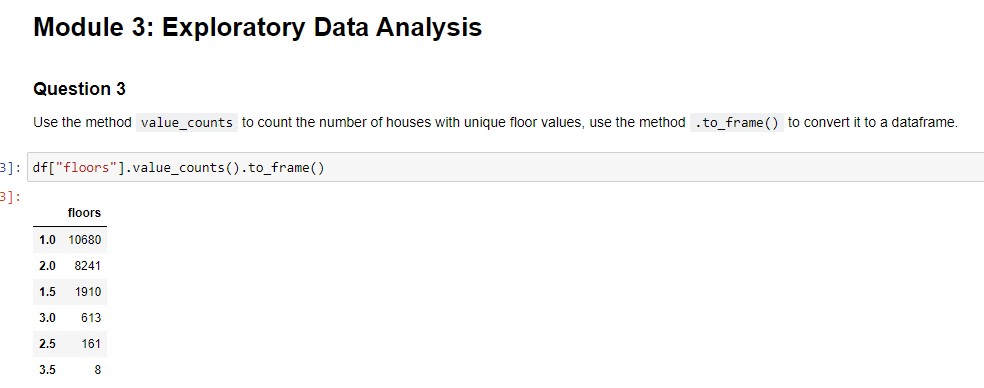 Module 3: Exploratory Data Analysis
Question 3
Use the method value_counts to count the number of houses with unique floor values, use the method .to_frame() to convert it to a dataframe.
3]: df["floors"].value_counts().to_frame()
3]:
floors
1.0 10680
2.0 8241
1.5 1910
3.0 613
2.5 161
3.5 8